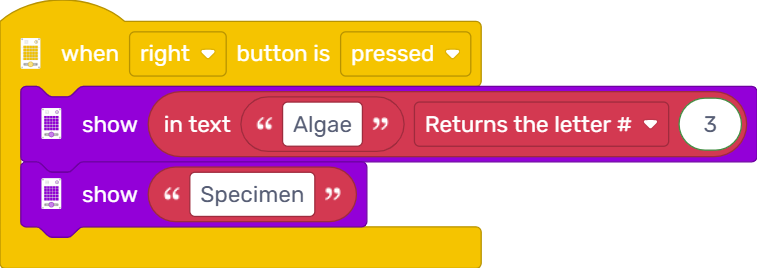 when right button is pressed
show in text “ Algae ” Returns the letter # 3
show “ Specimen ”